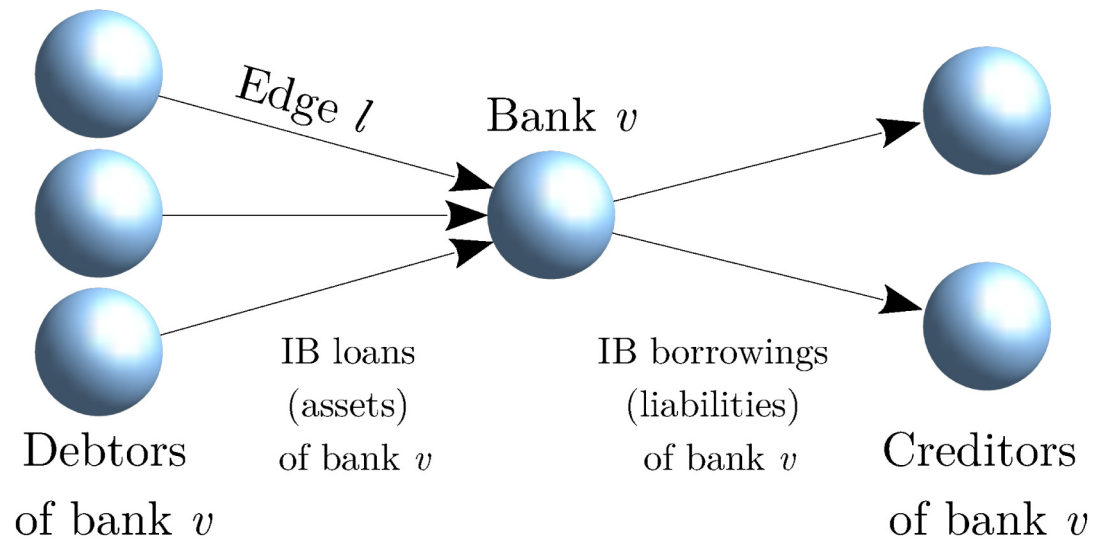 Edge l
Bank v
IB loans
(assets)
of bank v
IB borrowings
(liabilities)
of bank v
Debtors
of bank v
Creditors
of bank v